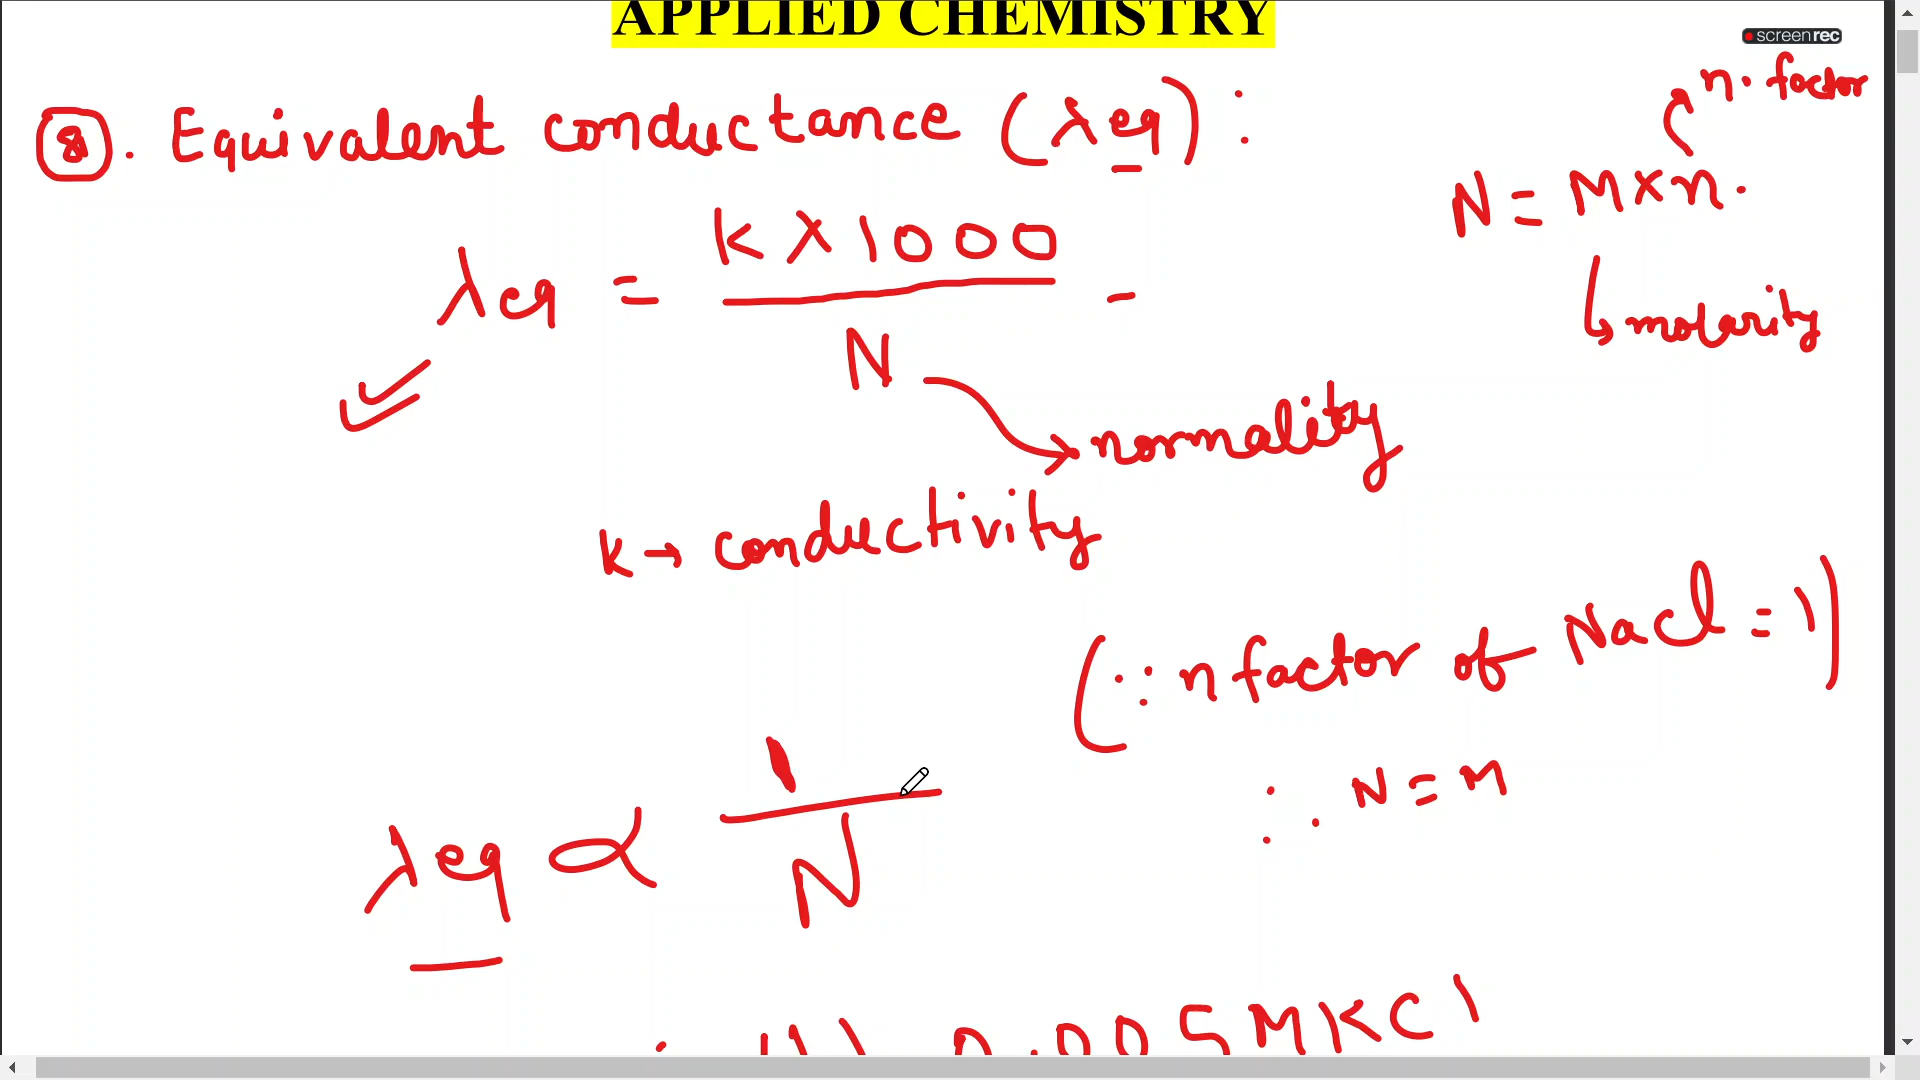 APPLIED CHEMISTRY
screenrec
n. factor
8. Equivalent conductance (λeq) :
N = M × n.
λeq = K × 1000 / N -
molarity
normality
k → conductivity
(∵ n factor of NaCl = 1)
∴ N = M
λeq ∝ 1 / N
0.005 M KCl